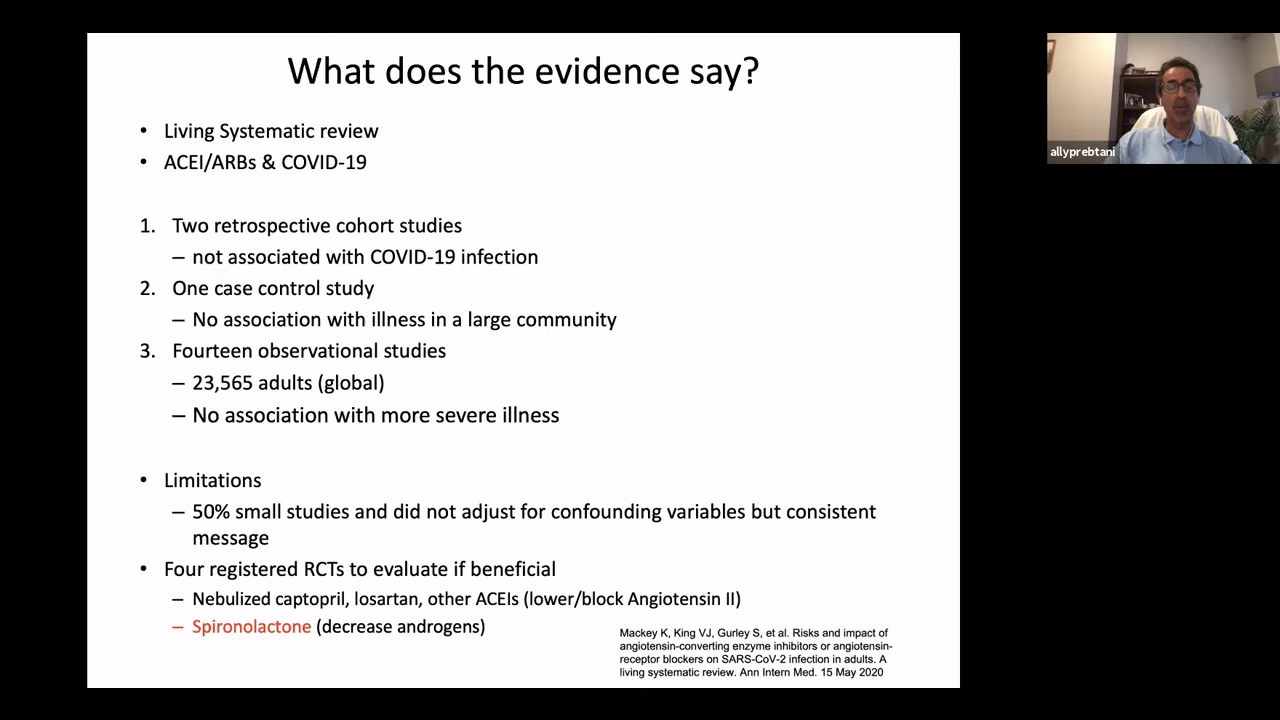 What does the evidence say?
• Living Systematic review
• ACEI/ARBs & COVID-19
1. Two retrospective cohort studies
– not associated with COVID-19 infection
2. One case control study
– No association with illness in a large community
3. Fourteen observational studies
– 23,565 adults (global)
– No association with more severe illness
• Limitations
– 50% small studies and did not adjust for confounding variables but consistent
message
• Four registered RCTs to evaluate if beneficial
– Nebulized captopril, losartan, other ACEIs (lower/block Angiotensin II)
– Spironolactone (decrease androgens)
Mackey K, King VJ, Gurley S, et al. Risks and impact of
angiotensin-converting enzyme inhibitors or angiotensin-
receptor blockers on SARS-CoV-2 infection in adults. A
living systematic review. Ann Intern Med. 15 May 2020
allyprebtani